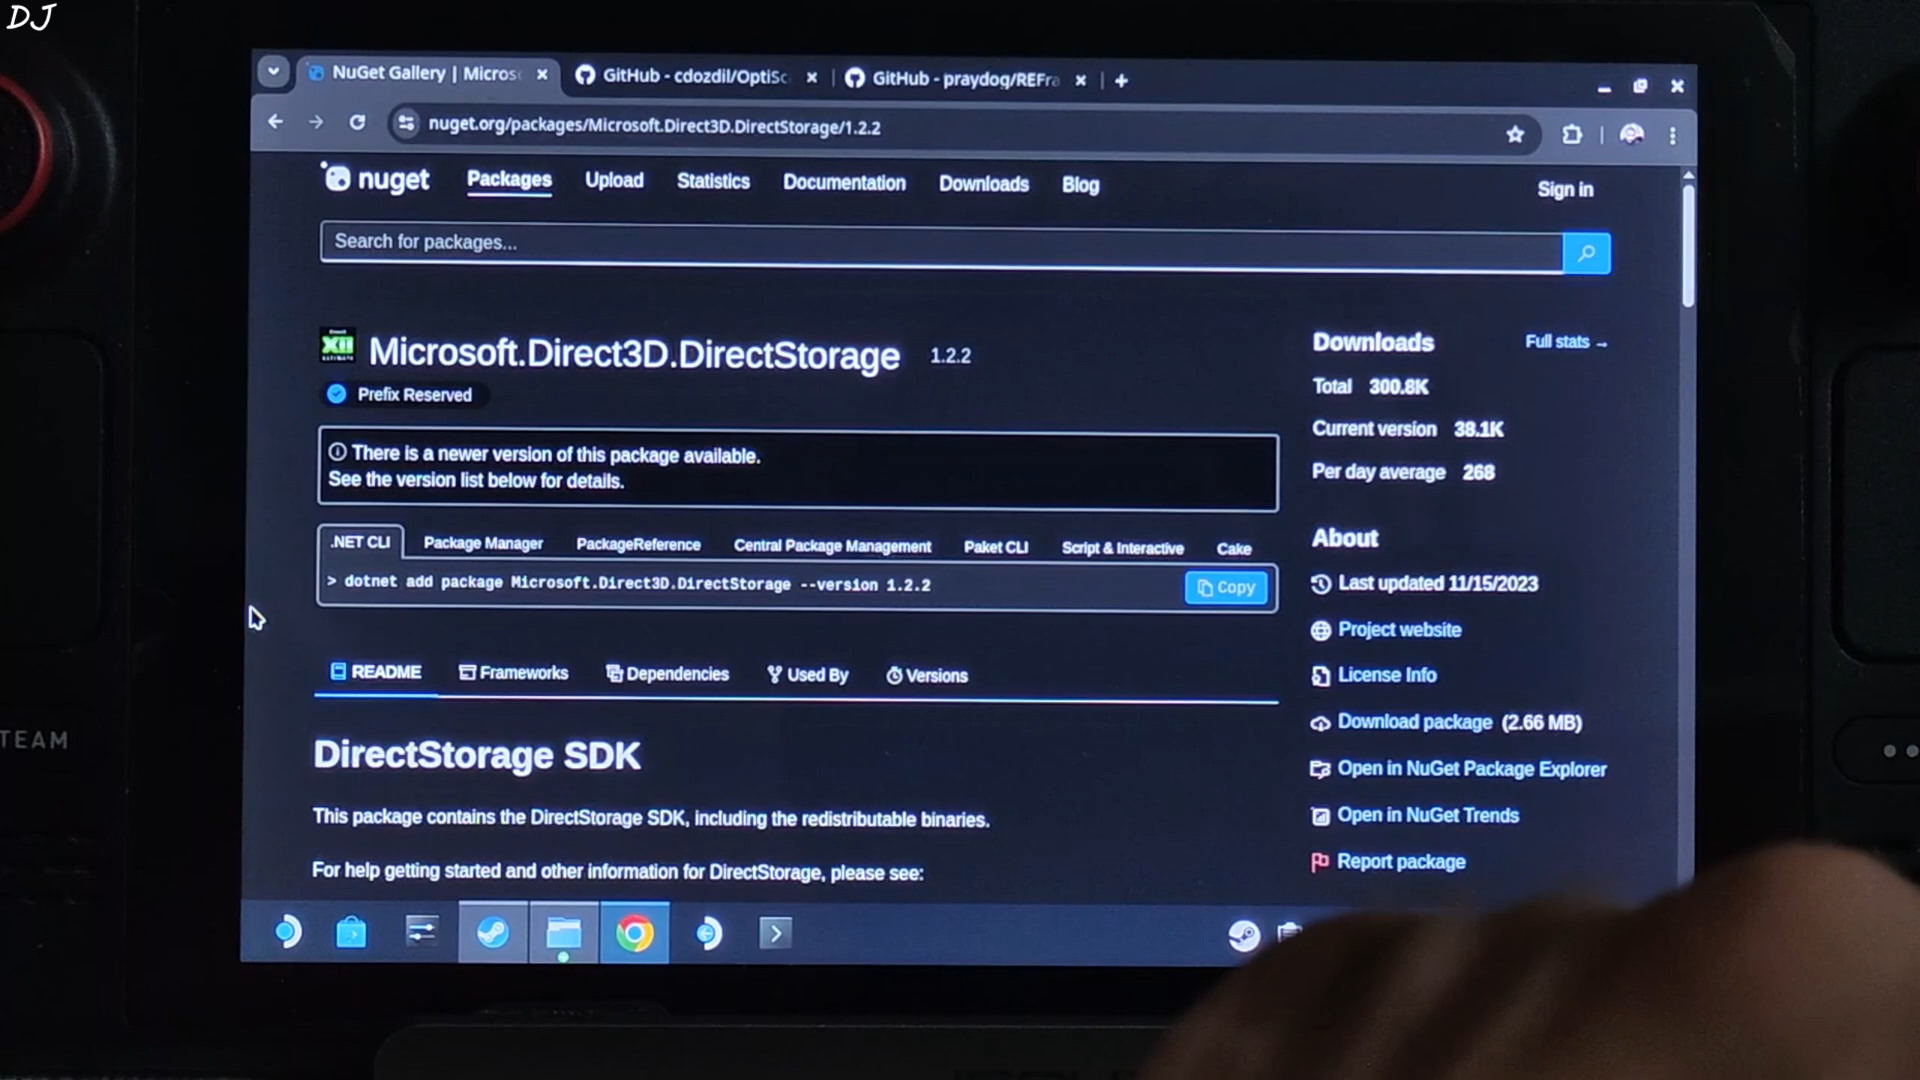 DJ
NuGet Gallery | Micros
GitHub - cdozdil/OptiSc
GitHub - praydog/REFra
nuget.org/packages/Microsoft.Direct3D.DirectStorage/1.2.2
nuget
Packages
Upload
Statistics
Documentation
Downloads
Blog
Sign in
Search for packages...
XII
Microsoft.Direct3D.DirectStorage 1.2.2
Prefix Reserved
There is a newer version of this package available.
See the version list below for details.
.NET CLI
Package Manager
PackageReference
Central Package Management
Paket CLI
Script & Interactive
Cake
> dotnet add package Microsoft.Direct3D.DirectStorage --version 1.2.2
Copy
README
Frameworks
Dependencies
Used By
Versions
DirectStorage SDK
This package contains the DirectStorage SDK, including the redistributable binaries.
For help getting started and other information for DirectStorage, please see:
Downloads
Full stats →
Total 300.8K
Current version 38.1K
Per day average 268
About
Last updated 11/15/2023
Project website
License Info
Download package (2.66 MB)
Open in NuGet Package Explorer
Open in NuGet Trends
Report package
TEAM